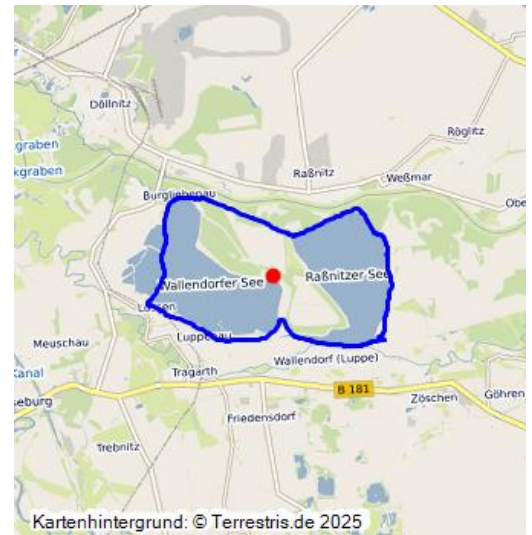 Döllnitz
Röglitz
Raßnitz
Weßmar
graben
kgraben
Burgliebenau
Obe
Wallendorfer See
Raßnitzer See
Lössen
Luppenau
Wallendorf (Luppe)
Meuschau
Tragarth
Kanal
B 181
Göhren
seburg
Zöschen
Friedensdorf
Trebnitz
Kartenhintergrund: © Terrestris.de 2025